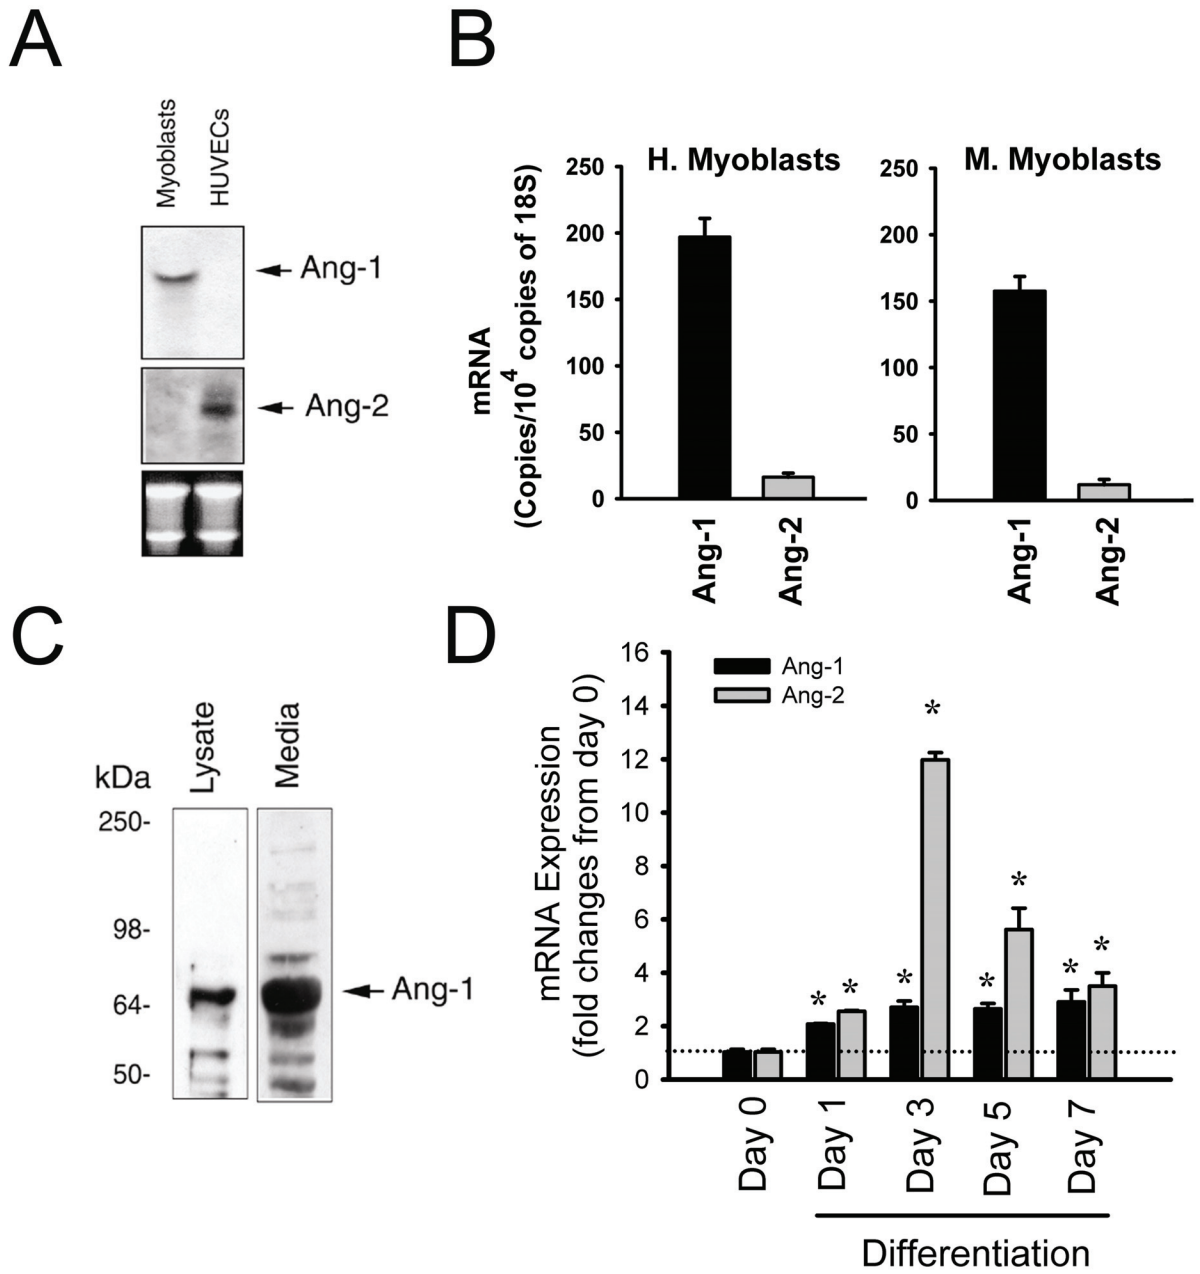 A
Myoblasts
HUVECs
Ang-1
Ang-2
B
mRNA
(Copies/10⁴ copies of 18S)
H. Myoblasts
250
200
150
100
50
0
Ang-1
Ang-2
M. Myoblasts
250
200
150
100
50
0
Ang-1
Ang-2
C
kDa
Lysate
Media
250-
98-
64-
50-
Ang-1
D
mRNA Expression
(fold changes from day 0)
16
14
12
10
8
6
4
2
0
Ang-1
Ang-2
*
*
*
*
*
*
*
*
Day 0
Day 1
Day 3
Day 5
Day 7
Differentiation